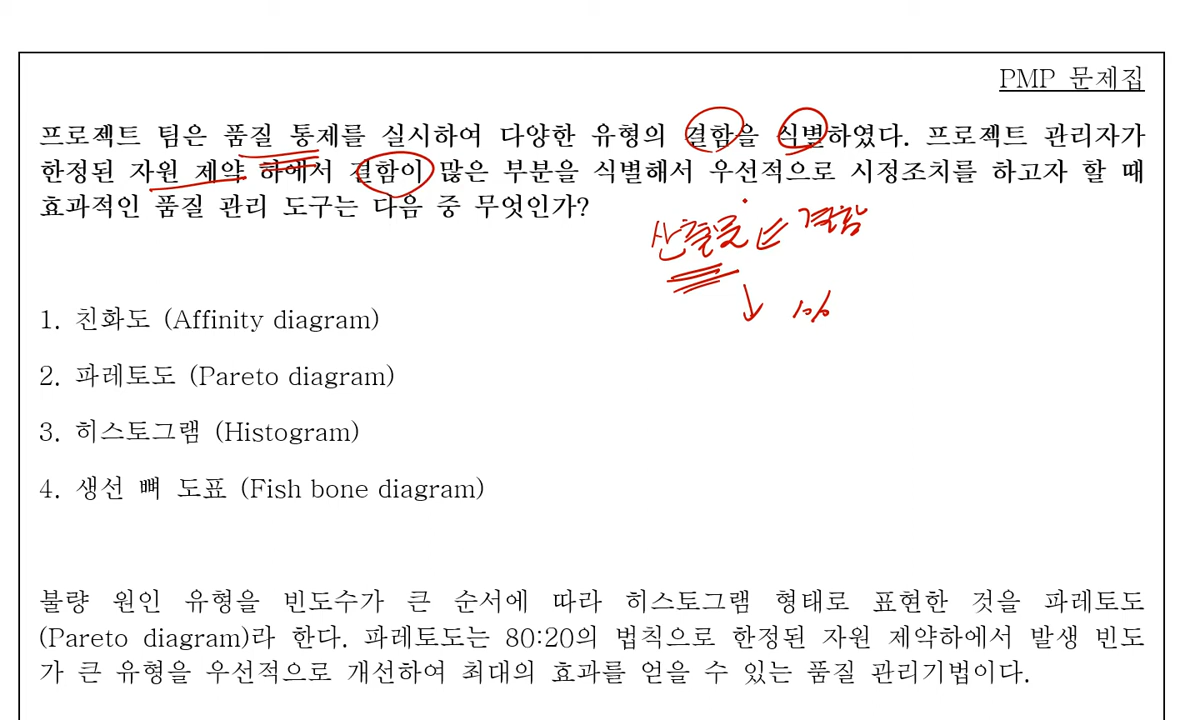 PMP 문제집
프로젝트 팀은 품질 통제를 실시하여 다양한 유형의 결함을 식별하였다. 프로젝트 관리자가
한정된 자원 제약 하에서 결함이 많은 부분을 식별해서 우선적으로 시정조치를 하고자 할 때
효과적인 품질 관리 도구는 다음 중 무엇인가?
산출물 결함
1. 친화도 (Affinity diagram)
2. 파레토도 (Pareto diagram)
3. 히스토그램 (Histogram)
4. 생선 뼈 도표 (Fish bone diagram)
불량 원인 유형을 빈도수가 큰 순서에 따라 히스토그램 형태로 표현한 것을 파레토도
(Pareto diagram)라 한다. 파레토도는 80:20의 법칙으로 한정된 자원 제약하에서 발생 빈도
가 큰 유형을 우선적으로 개선하여 최대의 효과를 얻을 수 있는 품질 관리기법이다.